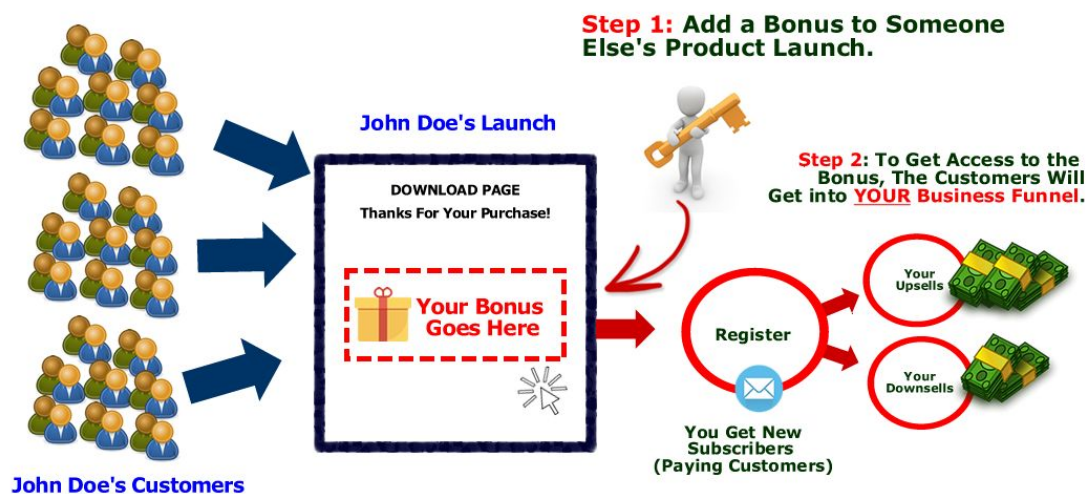 Step 1: Add a Bonus to Someone
Else's Product Launch.
John Doe's Launch
DOWNLOAD PAGE
Thanks For Your Purchase!
Your Bonus
Goes Here
Step 2: To Get Access to the
Bonus, The Customers Will
Get into YOUR Business Funnel.
Register
Your
Upsells
Your
Downsells
You Get New
Subscribers
(Paying Customers)
John Doe's Customers